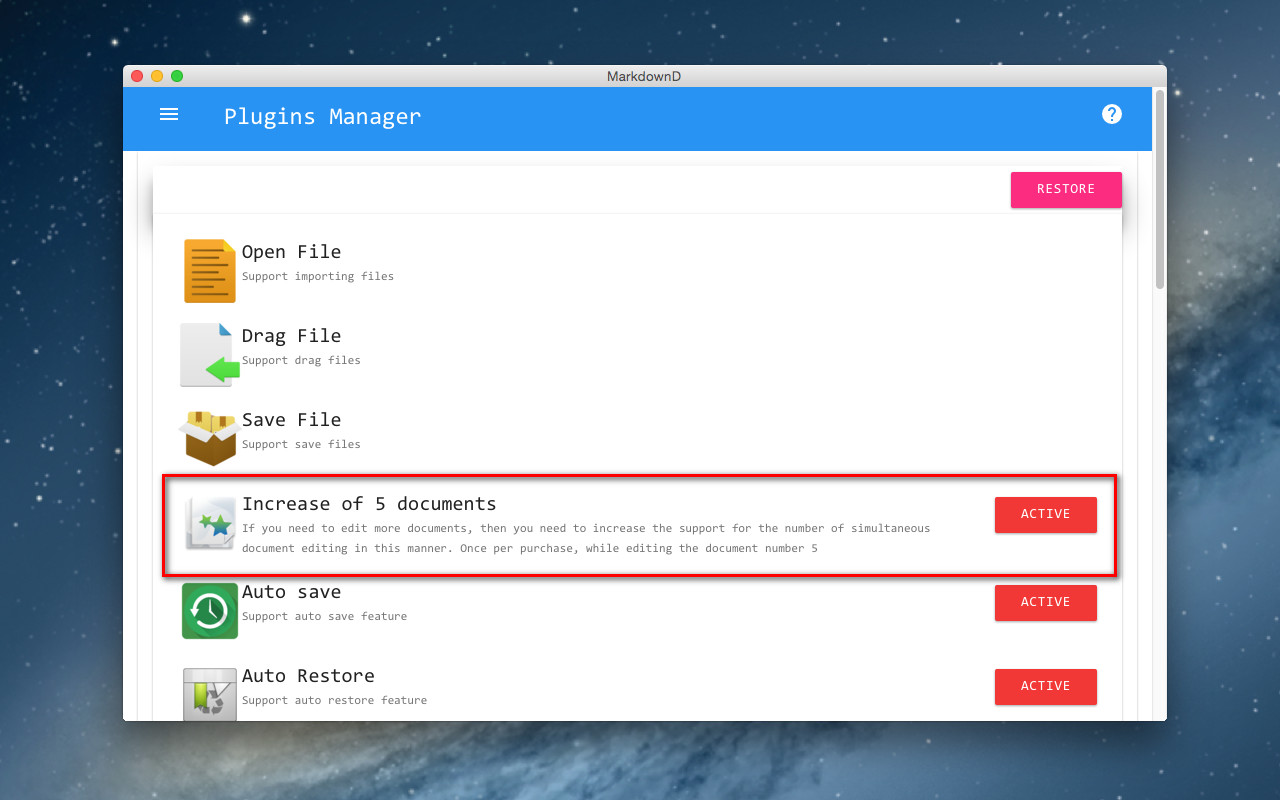 MarkdownD
Plugins Manager
RESTORE
Open File
Support importing files
Drag File
Support drag files
Save File
Support save files
Increase of 5 documents
ACTIVE
If you need to edit more documents, then you need to increase the support for the number of simultaneous
document editing in this manner. Once per purchase, while editing the document number 5
Auto save
ACTIVE
Support auto save feature
Auto Restore
ACTIVE
Support auto restore feature